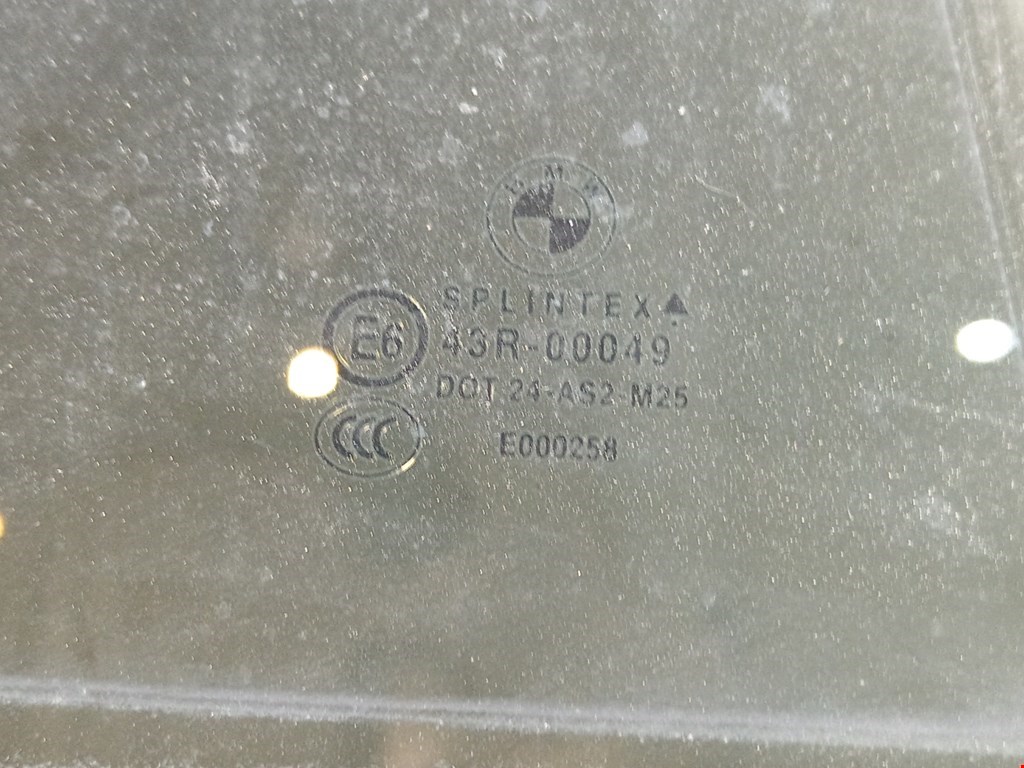 BMW
SPLINTEX
E6
43R-00049
DOT 24-AS2-M25
CCC
E000258